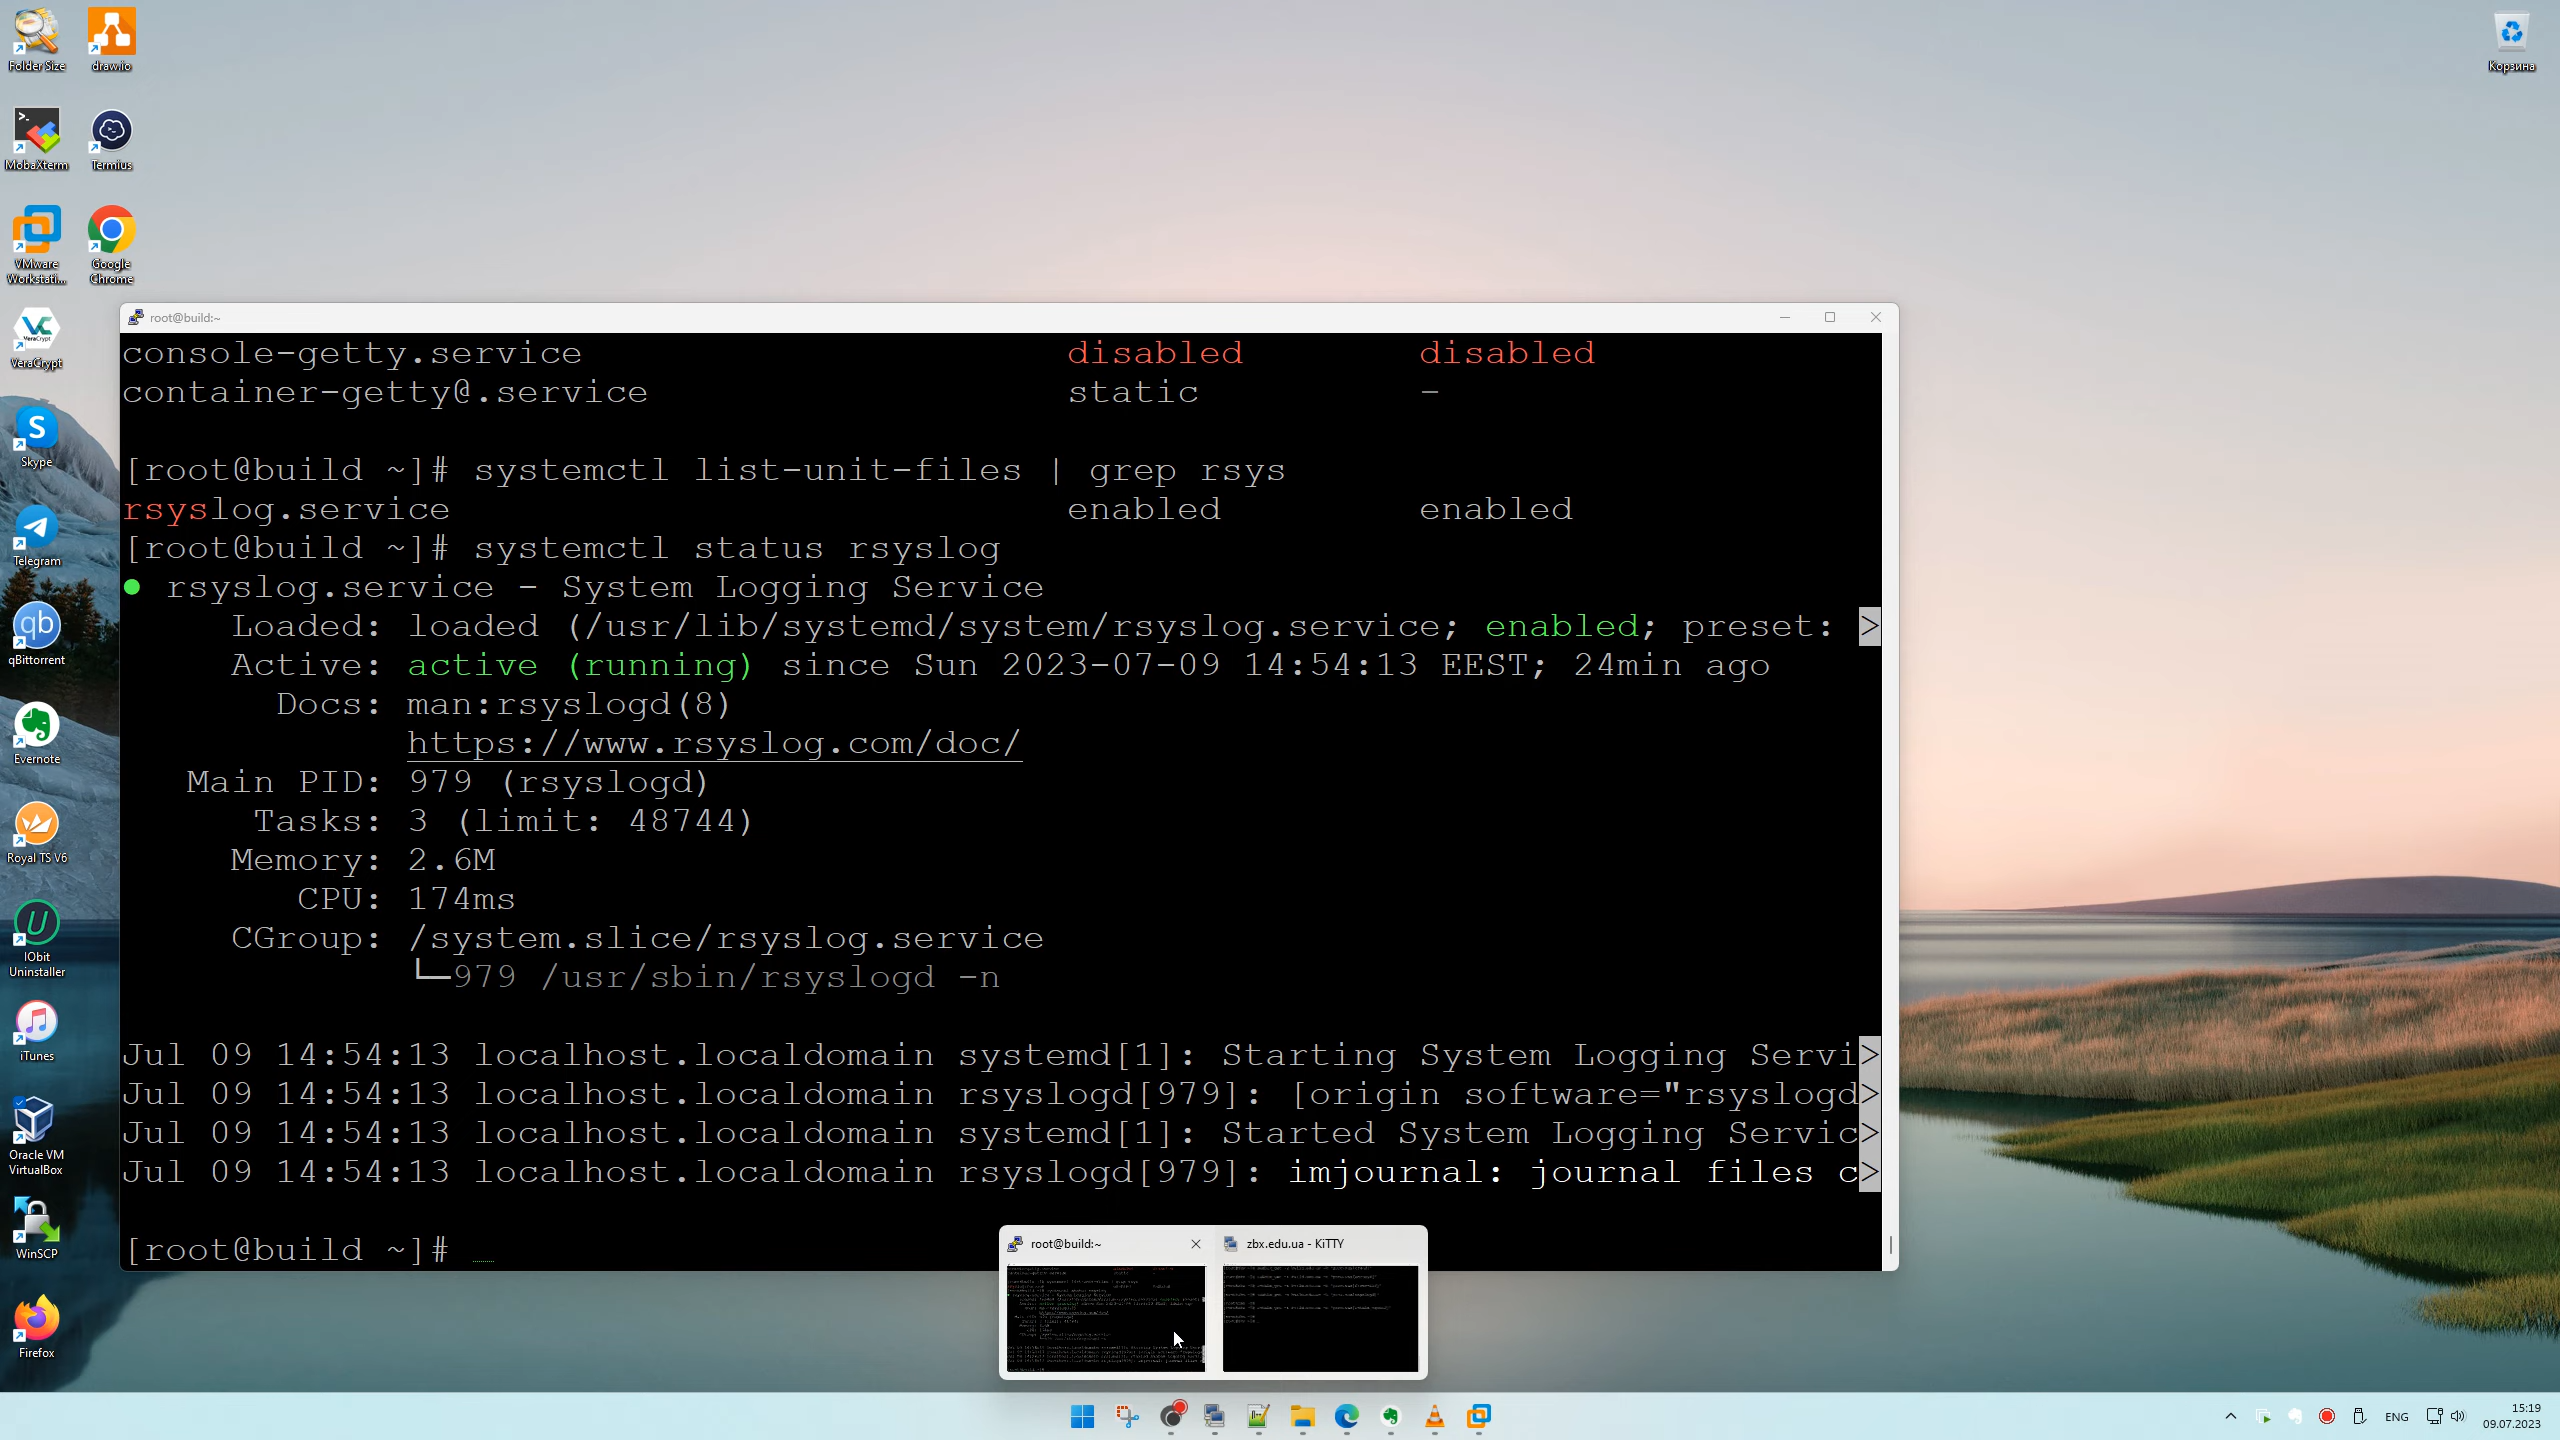 Folder Size
draw.io
Корзина
MobaXterm
Termius
VMware
Workstati...
Google
Chrome
VeraCrypt
Skype
Telegram
qBittorrent
Evernote
Royal TS V6
IObit
Uninstaller
iTunes
Oracle VM
VirtualBox
WinSCP
Firefox
root@build:~
console-getty.service disabled disabled
container-getty@.service static -
[root@build ~]# systemctl list-unit-files | grep rsys
rsyslog.service enabled enabled
[root@build ~]# systemctl status rsyslog
● rsyslog.service - System Logging Service
Loaded: loaded (/usr/lib/systemd/system/rsyslog.service; enabled; preset: >
Active: active (running) since Sun 2023-07-09 14:54:13 EEST; 24min ago
Docs: man:rsyslogd(8)
https://www.rsyslog.com/doc/
Main PID: 979 (rsyslogd)
Tasks: 3 (limit: 48744)
Memory: 2.6M
CPU: 174ms
CGroup: /system.slice/rsyslog.service
└─979 /usr/sbin/rsyslogd -n
Jul 09 14:54:13 localhost.localdomain systemd[1]: Starting System Logging Servi>
Jul 09 14:54:13 localhost.localdomain rsyslogd[979]: [origin software="rsyslogd>
Jul 09 14:54:13 localhost.localdomain systemd[1]: Started System Logging Servic>
Jul 09 14:54:13 localhost.localdomain rsyslogd[979]: imjournal: journal files c>
[root@build ~]#
root@build:~
zbx.edu.ua - KiTTY
ENG
15:19
09.07.2023